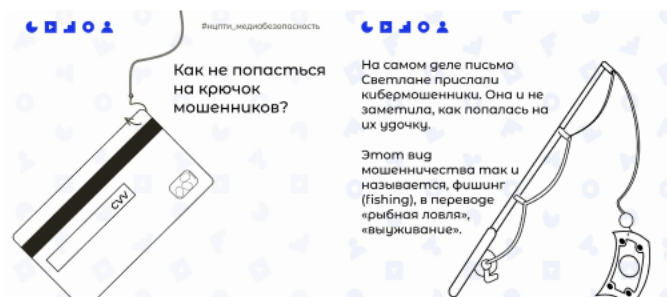 #нцпти_медиабезопасность
Как не попасться
на крючок
мошенников?
CVV
На самом деле письмо
Светлане прислали
кибермошенники. Она и не
заметила, как попалась на
их удочку.
Этот вид
мошенничества так и
называется, фишинг
(fishing), в переводе
«рыбная ловля»,
«выуживание».